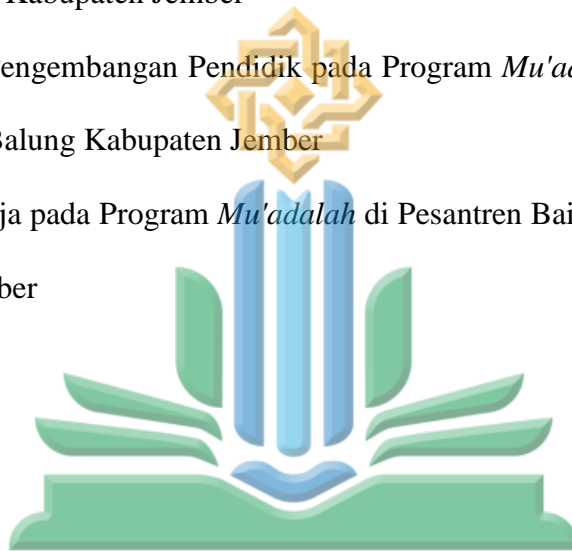 Kabupaten Jember
engembangan Pendidik pada Program Mu'a
Balung Kabupaten Jember
ja pada Program Mu'adalah di Pesantren Bai
ber